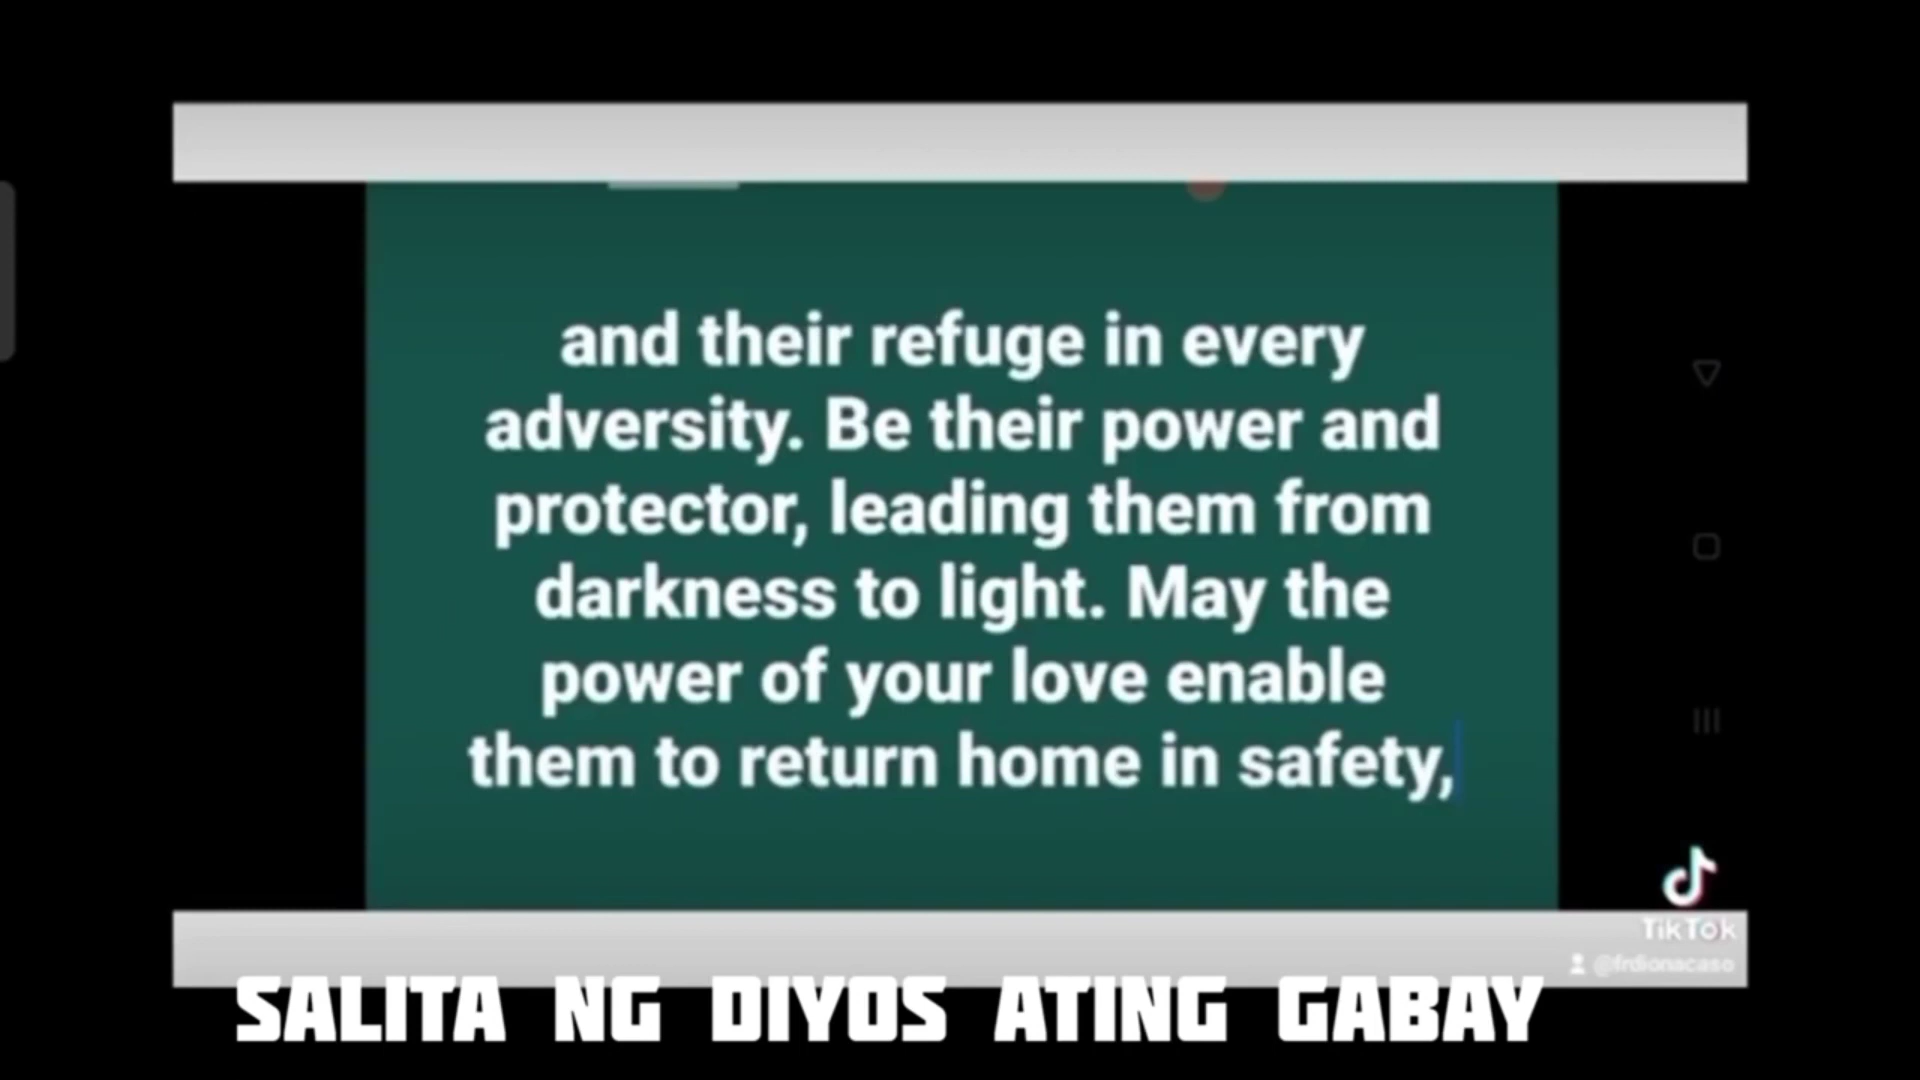 and their refuge in every
adversity. Be their power and
protector, leading them from
darkness to light. May the
power of your love enable
them to return home in safety,
TikTok
@frdionacaso
SALITA NG DIYOS ATING GABAY